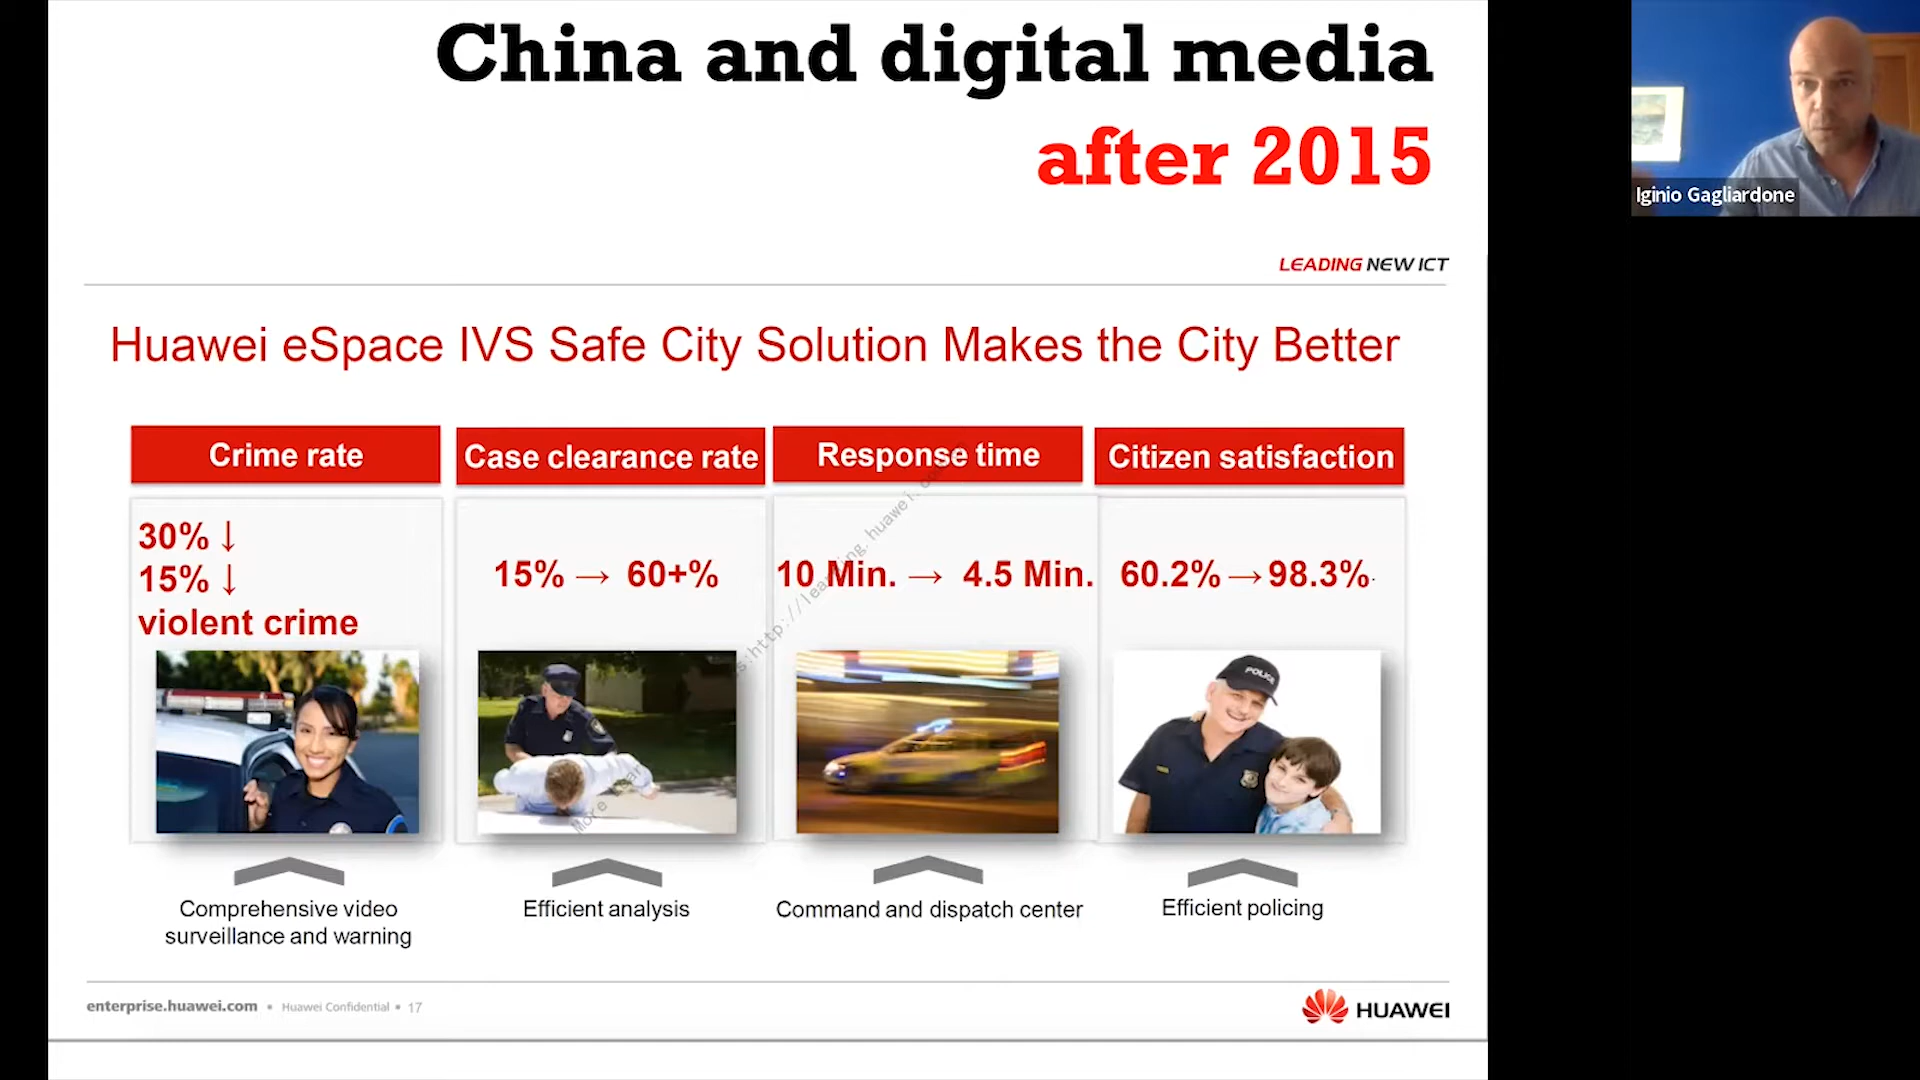 China and digital media
after 2015
Iginio Gagliardone
LEADING NEW ICT
Huawei eSpace IVS Safe City Solution Makes the City Better
Crime rate
Case clearance rate
Response time
Citizen satisfaction
30% ↓
15% ↓
violent crime
15% → 60+%
10 Min. → 4.5 Min.
60.2% → 98.3%
POLICE
Comprehensive video
surveillance and warning
Efficient analysis
Command and dispatch center
Efficient policing
enterprise.huawei.com • Huawei Confidential • 17
HUAWEI